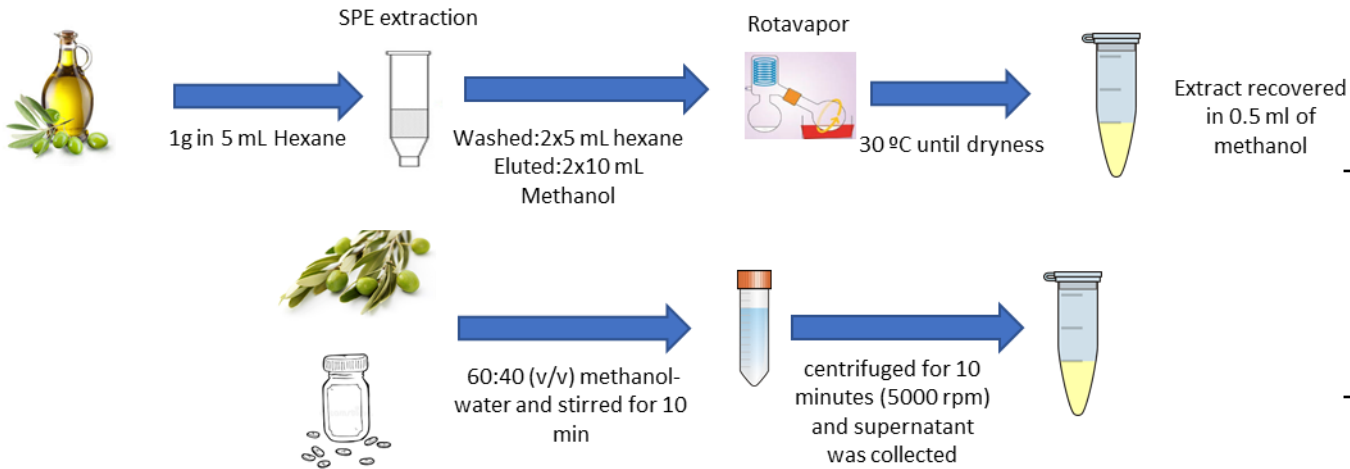 SPE extraction
1g in 5 mL Hexane
Washed:2x5 mL hexane
Eluted:2x10 mL
Methanol
Rotavapor
30 ºC until dryness
Extract recovered
in 0.5 ml of
methanol
60:40 (v/v) methanol-
water and stirred for 10
min
centrifuged for 10
minutes (5000 rpm)
and supernatant
was collected